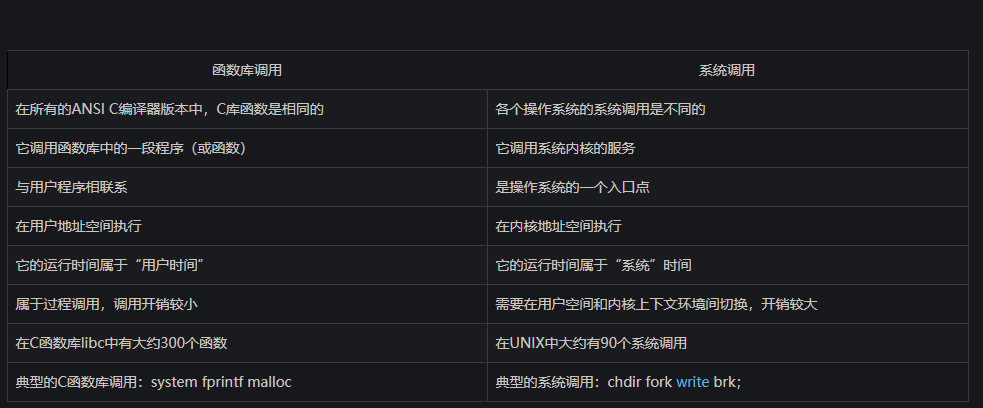 函数库调用 系统调用
在所有的ANSI C编译器版本中，C库函数是相同的 各个操作系统的系统调用是不同的
它调用函数库中的一段程序（或函数） 它调用系统内核的服务
与用户程序相联系 是操作系统的一个入口点
在用户地址空间执行 在内核地址空间执行
它的运行时间属于“用户时间” 它的运行时间属于“系统”时间
属于过程调用，调用开销较小 需要在用户空间和内核上下文环境间切换，开销较大
在C函数库libc中有大约300个函数 在UNIX中大约有90个系统调用
典型的C函数库调用：system fprintf malloc 典型的系统调用：chdir fork write brk；